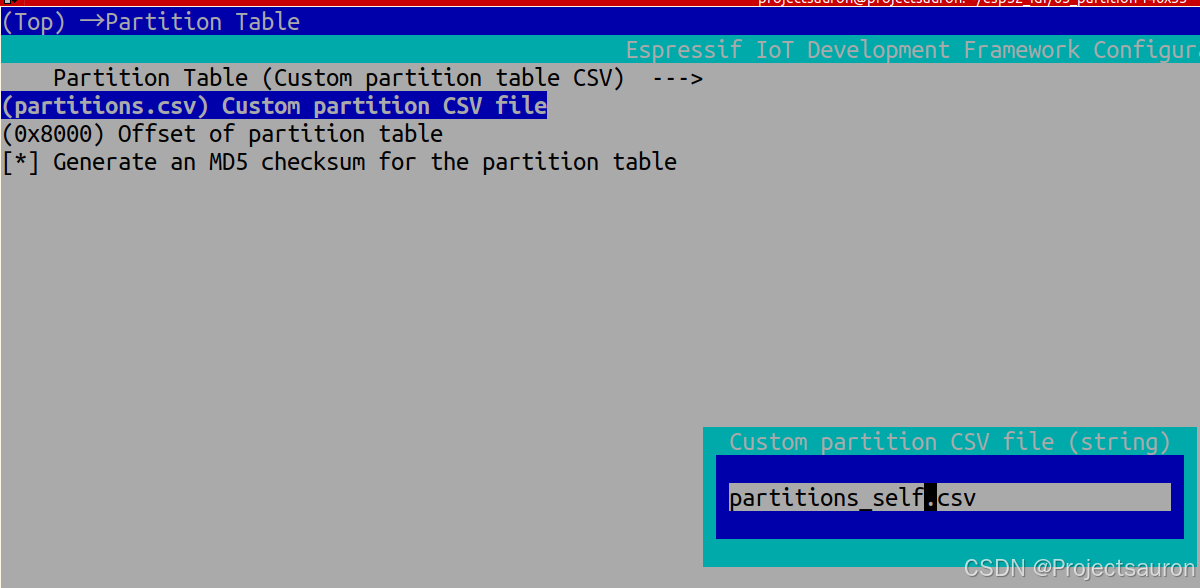 (Top) →Partition Table
Espressif IoT Development Framework Configur
Partition Table (Custom partition table CSV) --->
(partitions.csv) Custom partition CSV file
(0x8000) Offset of partition table
[*] Generate an MD5 checksum for the partition table
Custom partition CSV file (string)
partitions_self.csv
CSDN @Projectsauron